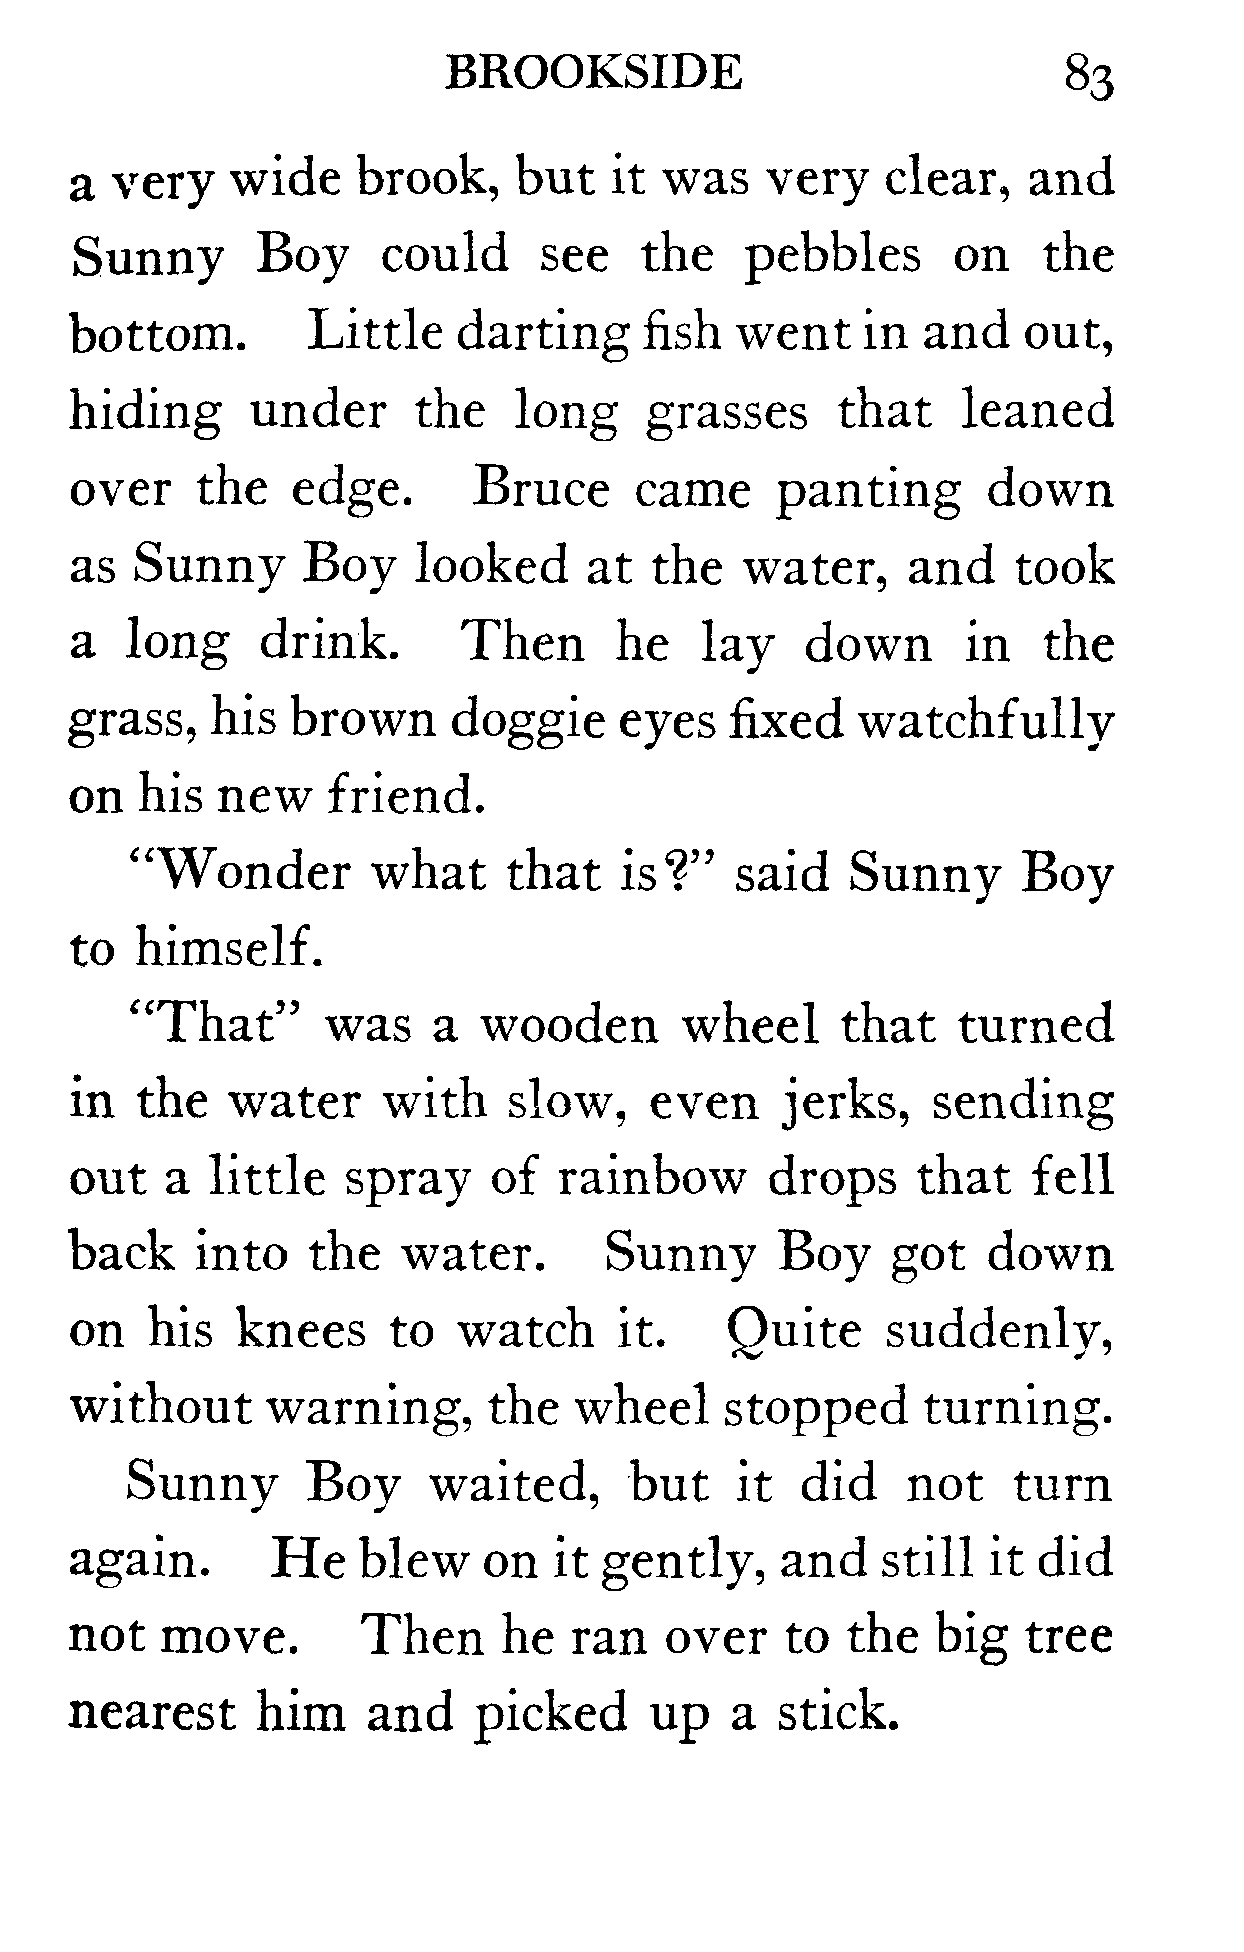 BROOKSIDE 83
a very wide brook, but it was very clear, and
Sunny Boy could see the pebbles on the
bottom. Little darting fish went in and out,
hiding under the long grasses that leaned
over the edge. Bruce came panting down
as Sunny Boy looked at the water, and took
a long drink. Then he lay down in the
grass, his brown doggie eyes fixed watchfully
on his new friend.
“Wonder what that is?” said Sunny Boy
to himself.
“That” was a wooden wheel that turned
in the water with slow, even jerks, sending
out a little spray of rainbow drops that fell
back into the water. Sunny Boy got down
on his knees to watch it. Quite suddenly,
without warning, the wheel stopped turning.
Sunny Boy waited, but it did not turn
again. He blew on it gently, and still it did
not move. Then he ran over to the big tree
nearest him and picked up a stick.